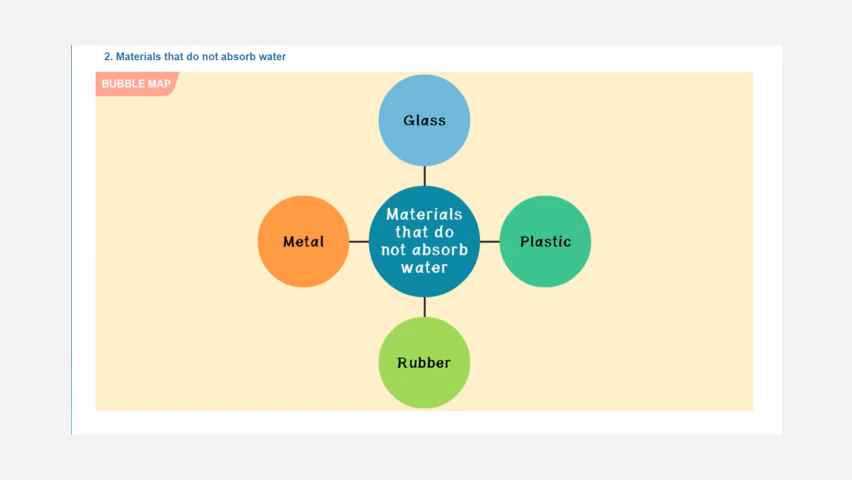 2. Materials that do not absorb water
BUBBLE MAP
Glass
Metal
Materials
that do
not absorb
water
Plastic
Rubber